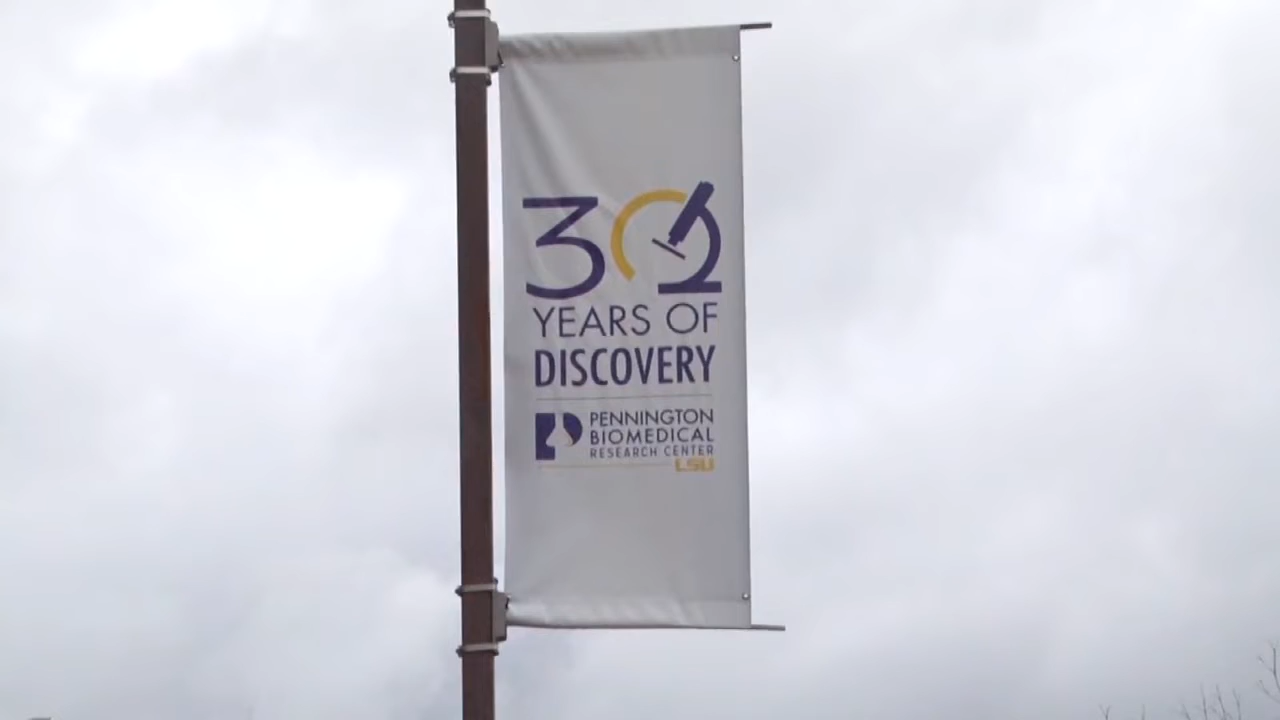 30
YEARS OF
DISCOVERY
PENNINGTON
BIOMEDICAL
RESEARCH CENTER
LSU